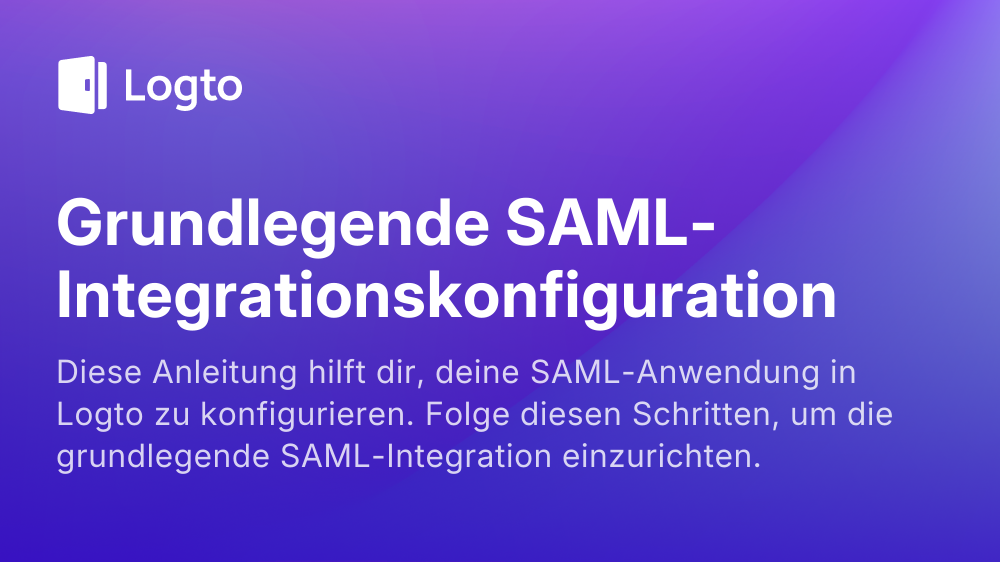 Logto
Grundlegende SAML-
Integrationskonfiguration
Diese Anleitung hilft dir, deine SAML-Anwendung in
Logto zu konfigurieren. Folge diesen Schritten, um die
grundlegende SAML-Integration einzurichten.